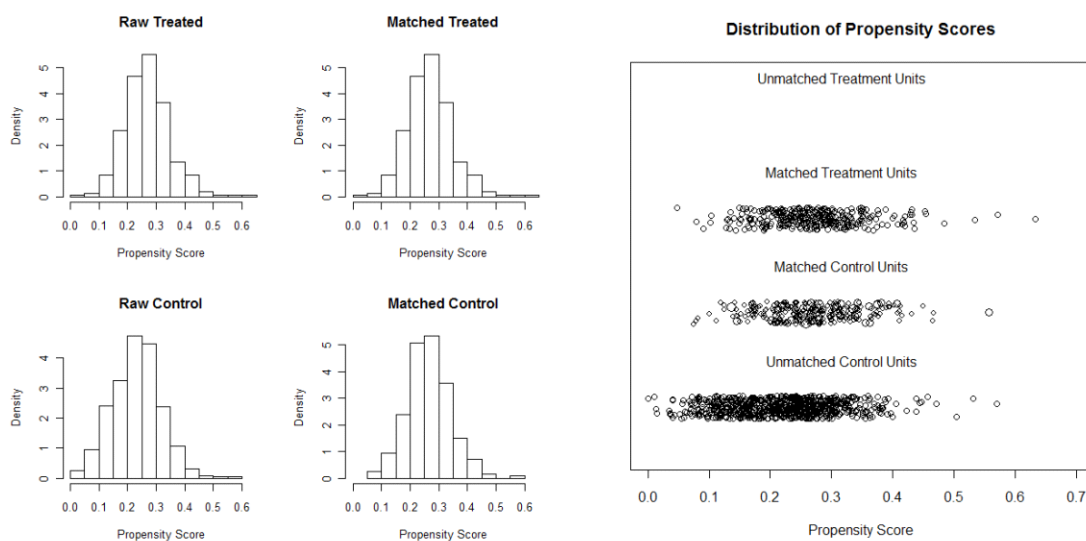 Raw Treated
Density
0 1 2 3 4 5
0.0 0.1 0.2 0.3 0.4 0.5 0.6
Propensity Score
Matched Treated
Density
0 1 2 3 4 5
0.0 0.1 0.2 0.3 0.4 0.5 0.6
Propensity Score
Raw Control
Density
0 1 2 3 4
0.0 0.1 0.2 0.3 0.4 0.5 0.6
Propensity Score
Matched Control
Density
0 1 2 3 4 5
0.0 0.1 0.2 0.3 0.4 0.5 0.6
Propensity Score
Distribution of Propensity Scores
Unmatched Treatment Units
Matched Treatment Units
Matched Control Units
Unmatched Control Units
0.0 0.1 0.2 0.3 0.4 0.5 0.6 0.7
Propensity Score